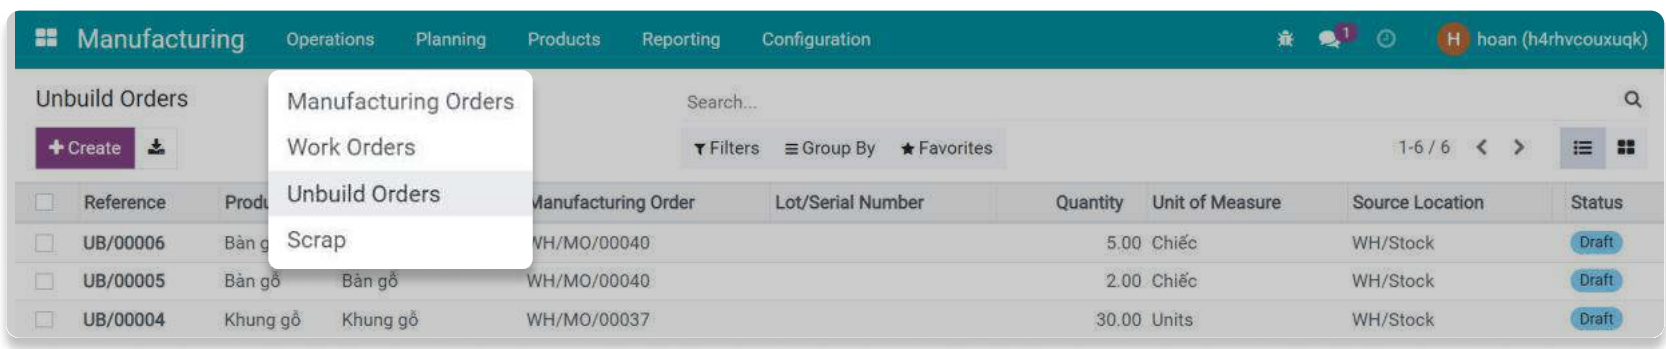 Manufacturing Operations Planning Products Reporting Configuration 1 H hoan (h4rhvcouxuqk)
Unbuild Orders Search...
Create Filters Group By Favorites 1-6 / 6
Manufacturing Orders
Work Orders
Unbuild Orders
Scrap
Reference Produ Manufacturing Order Lot/Serial Number Quantity Unit of Measure Source Location Status
UB/00006 Bàn g WH/MO/00040 5.00 Chiếc WH/Stock Draft
UB/00005 Bàn gỗ Bàn gỗ WH/MO/00040 2.00 Chiếc WH/Stock Draft
UB/00004 Khung gỗ Khung gỗ WH/MO/00037 30.00 Units WH/Stock Draft